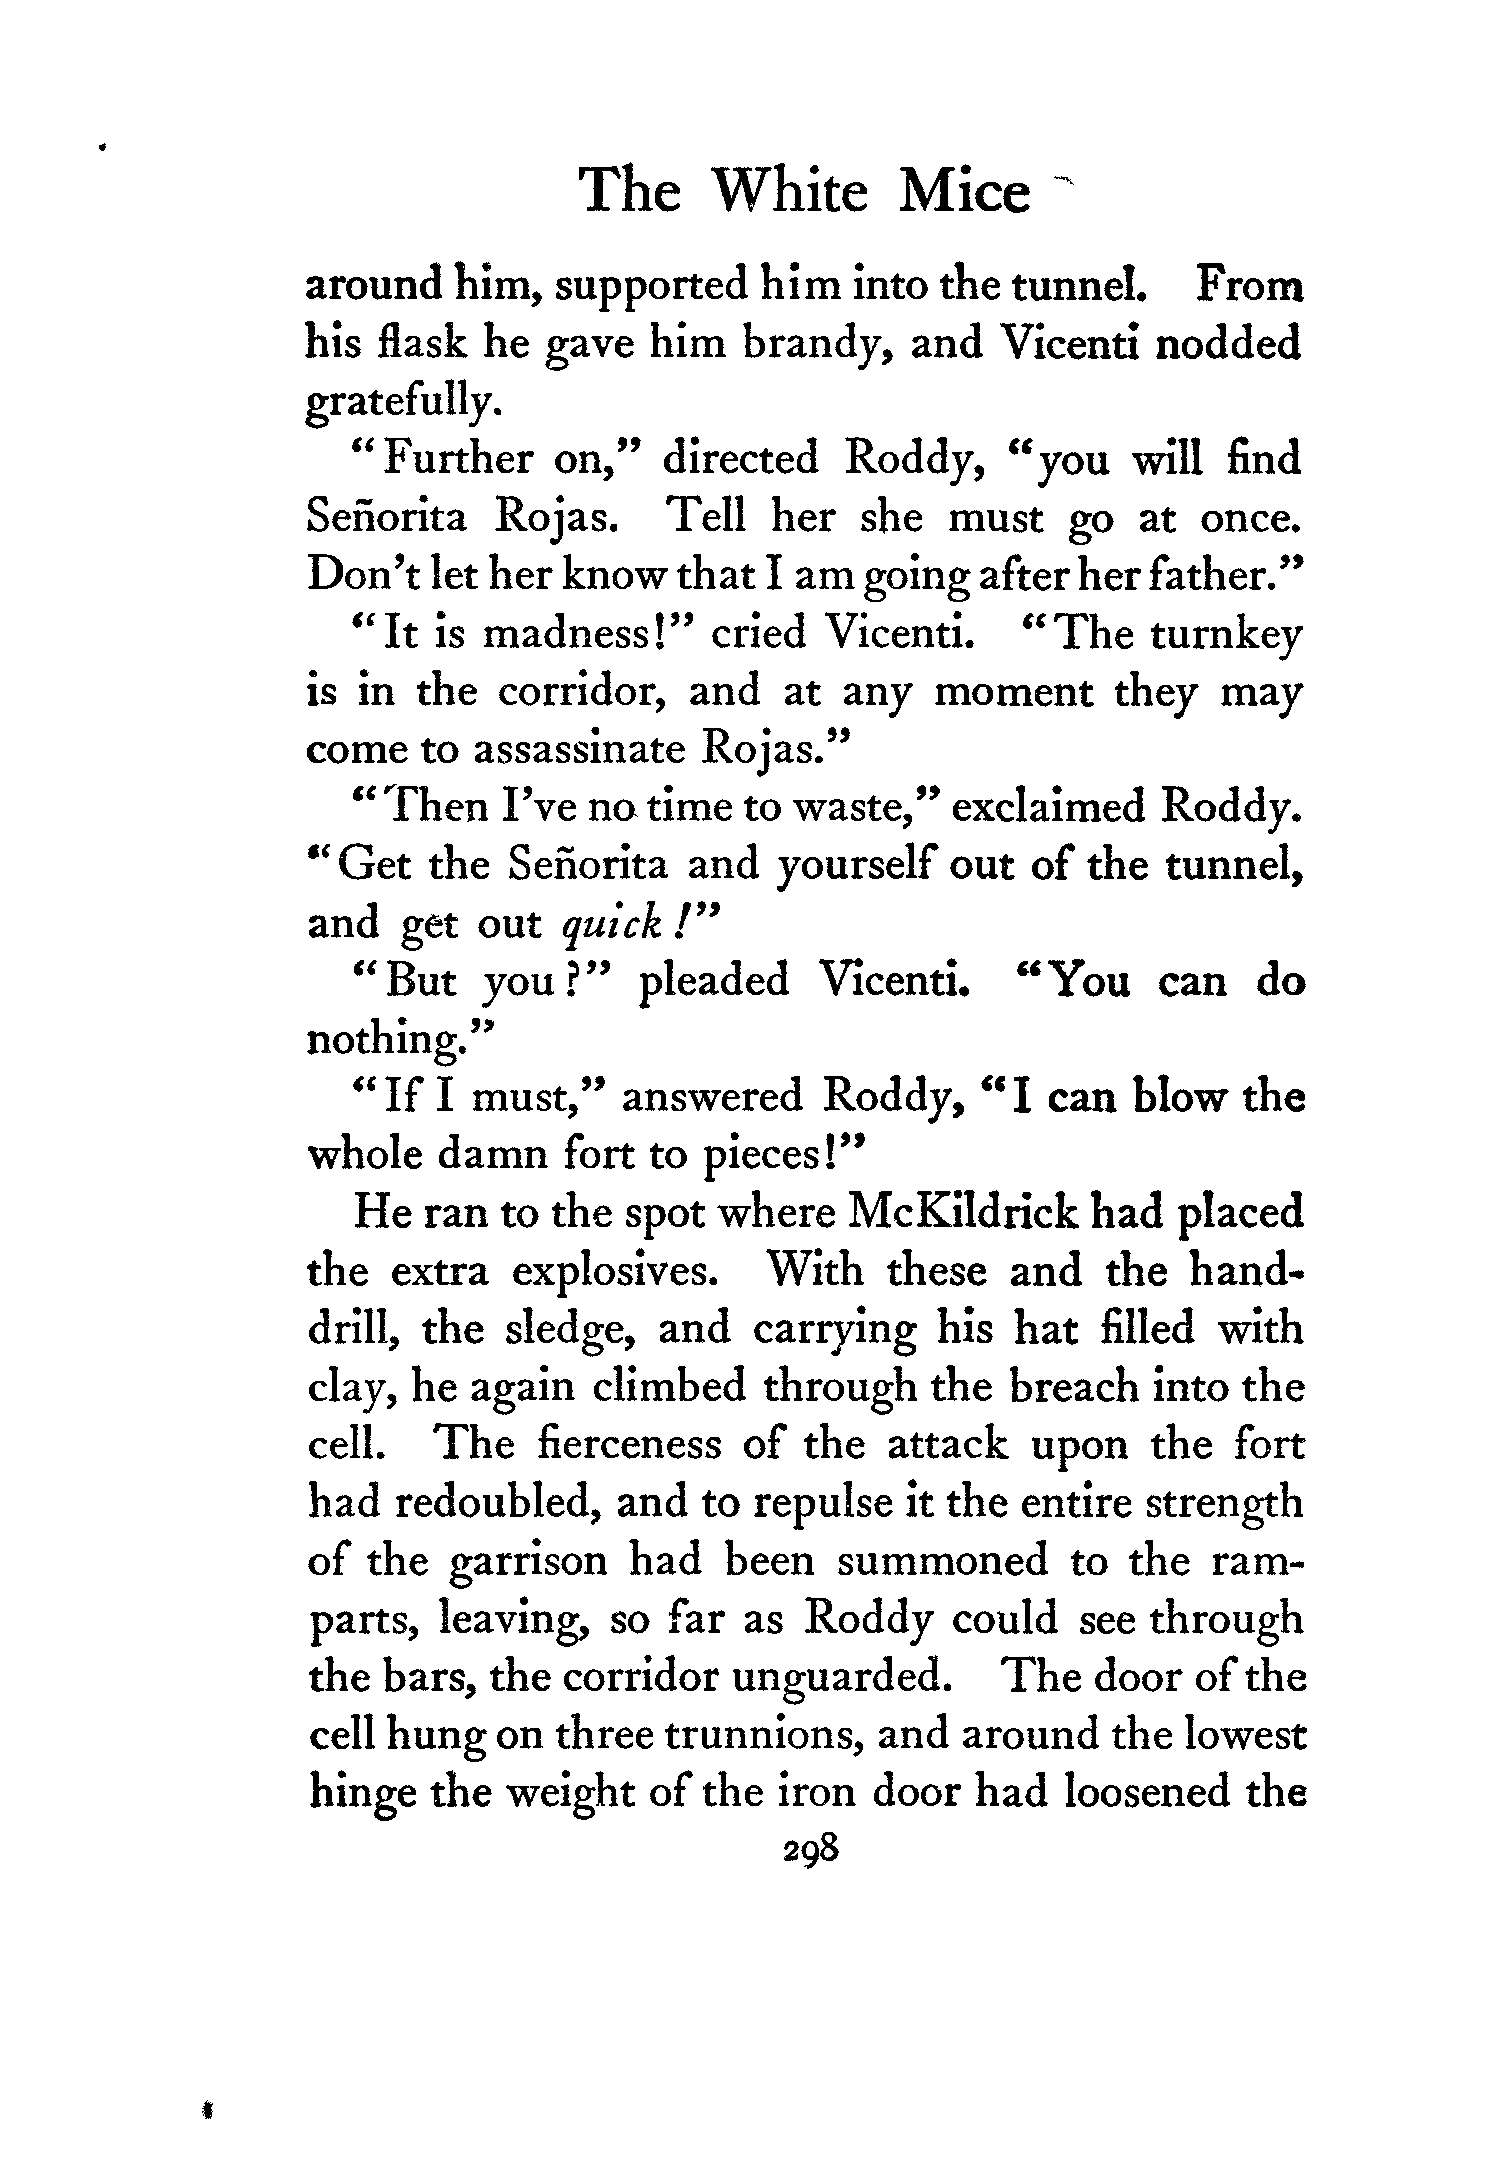 The White Mice
around him, supported him into the tunnel. From
his flask he gave him brandy, and Vicenti nodded
gratefully.
“Further on,” directed Roddy, “you will find
Señorita Rojas. Tell her she must go at once.
Don’t let her know that I am going after her father.”
“It is madness!” cried Vicenti. “The turnkey
is in the corridor, and at any moment they may
come to assassinate Rojas.”
“Then I’ve no time to waste,” exclaimed Roddy.
“Get the Señorita and yourself out of the tunnel,
and get out quick!”
“But you?” pleaded Vicenti. “You can do
nothing.”
“If I must,” answered Roddy, “I can blow the
whole damn fort to pieces!”
He ran to the spot where McKildrick had placed
the extra explosives. With these and the hand-
drill, the sledge, and carrying his hat filled with
clay, he again climbed through the breach into the
cell. The fierceness of the attack upon the fort
had redoubled, and to repulse it the entire strength
of the garrison had been summoned to the ram-
parts, leaving, so far as Roddy could see through
the bars, the corridor unguarded. The door of the
cell hung on three trunnions, and around the lowest
hinge the weight of the iron door had loosened the
298